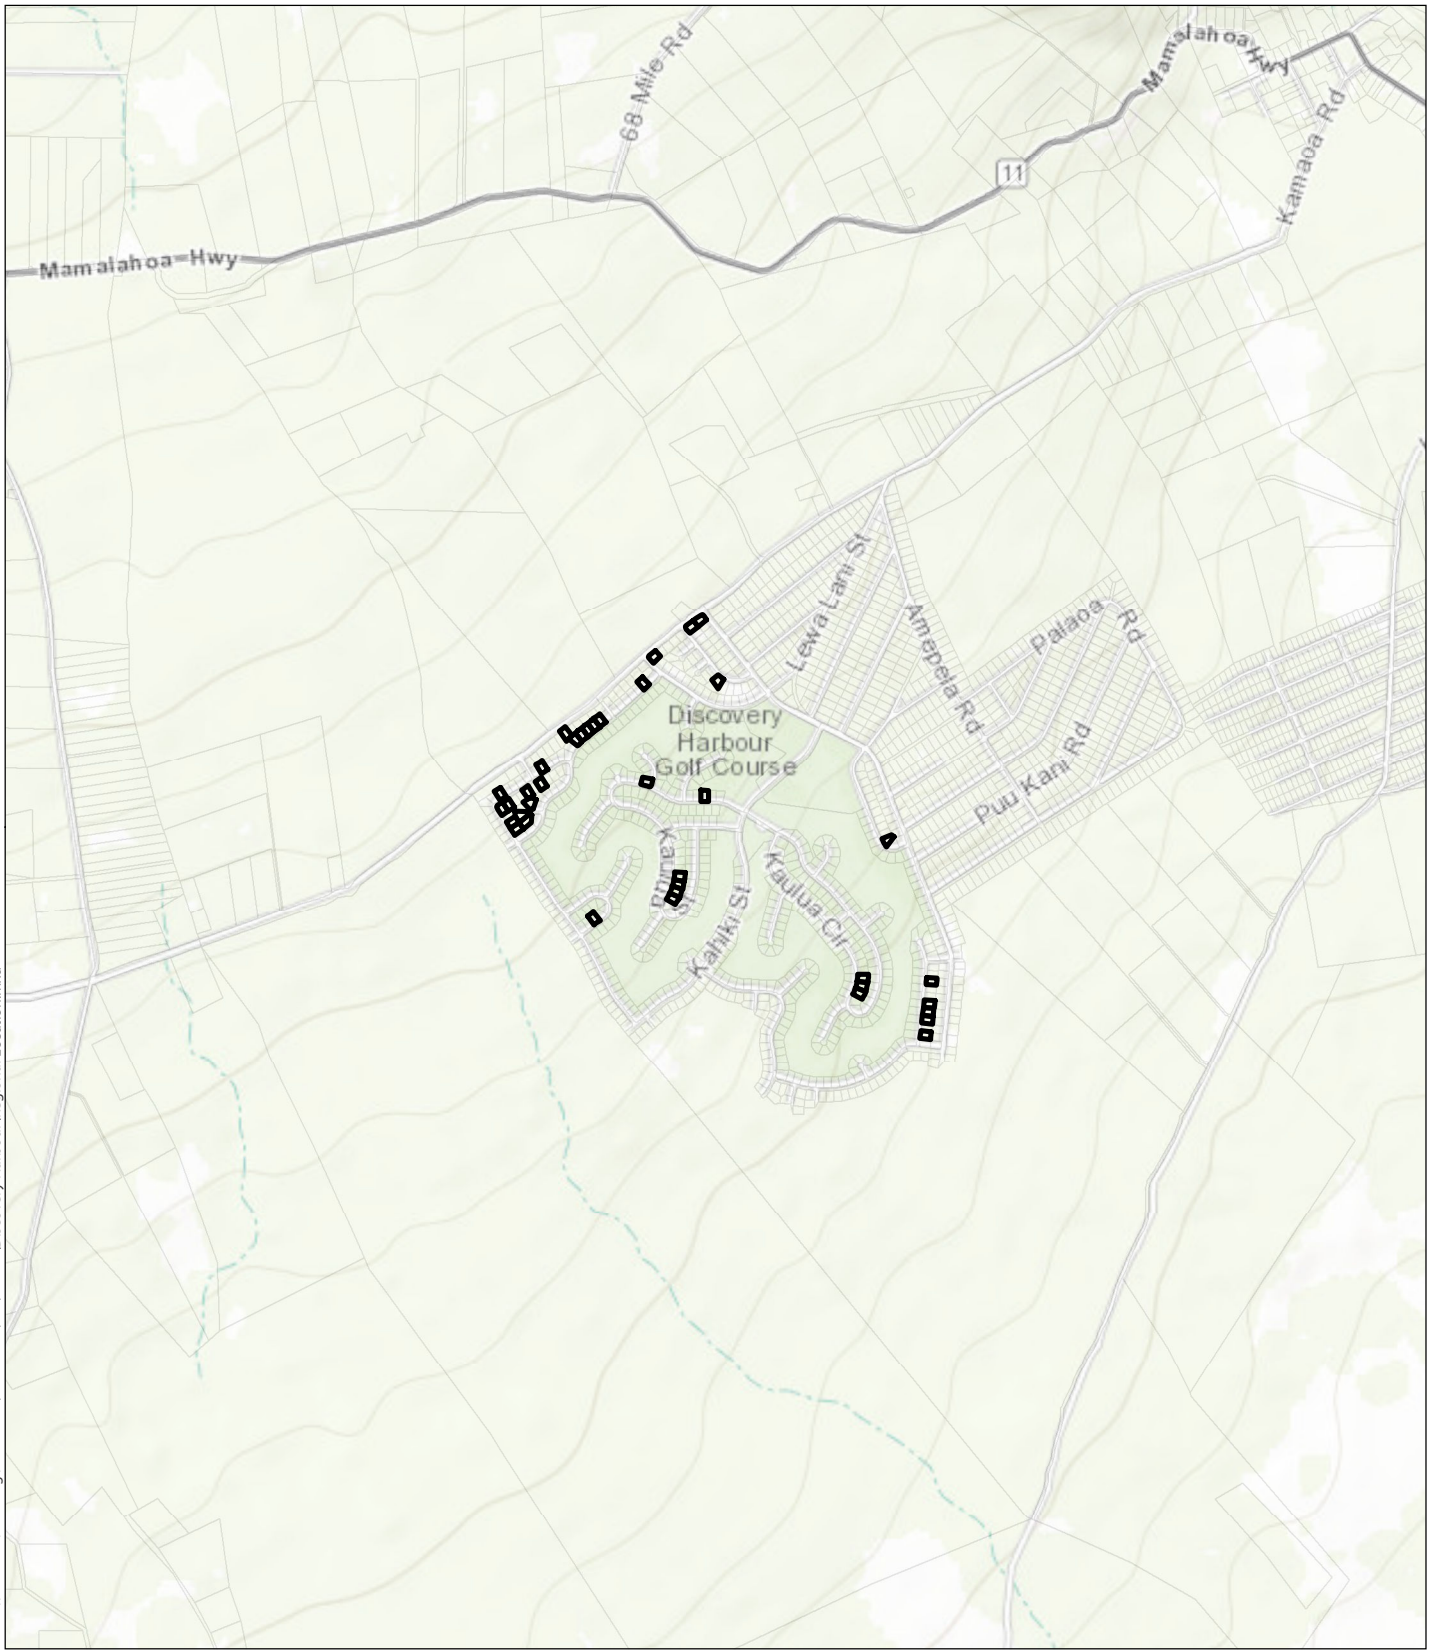 68 Mile Rd
Mamalahoa Hwy
11
Kamaoa Rd
Mamalahoa Hwy
Lewa Lani St
Amepela Rd
Palaoa Rd
Discovery
Harbour
Golf Course
Puu Kani Rd
Kaulua Cir
Kahiki St